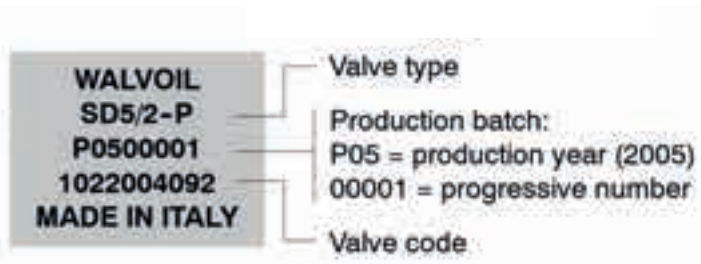 WALVOIL
SD5/2-P
P0500001
1022004092
MADE IN ITALY
Valve type
Production batch:
P05 = production year (2005)
00001 = progressive number
Valve code